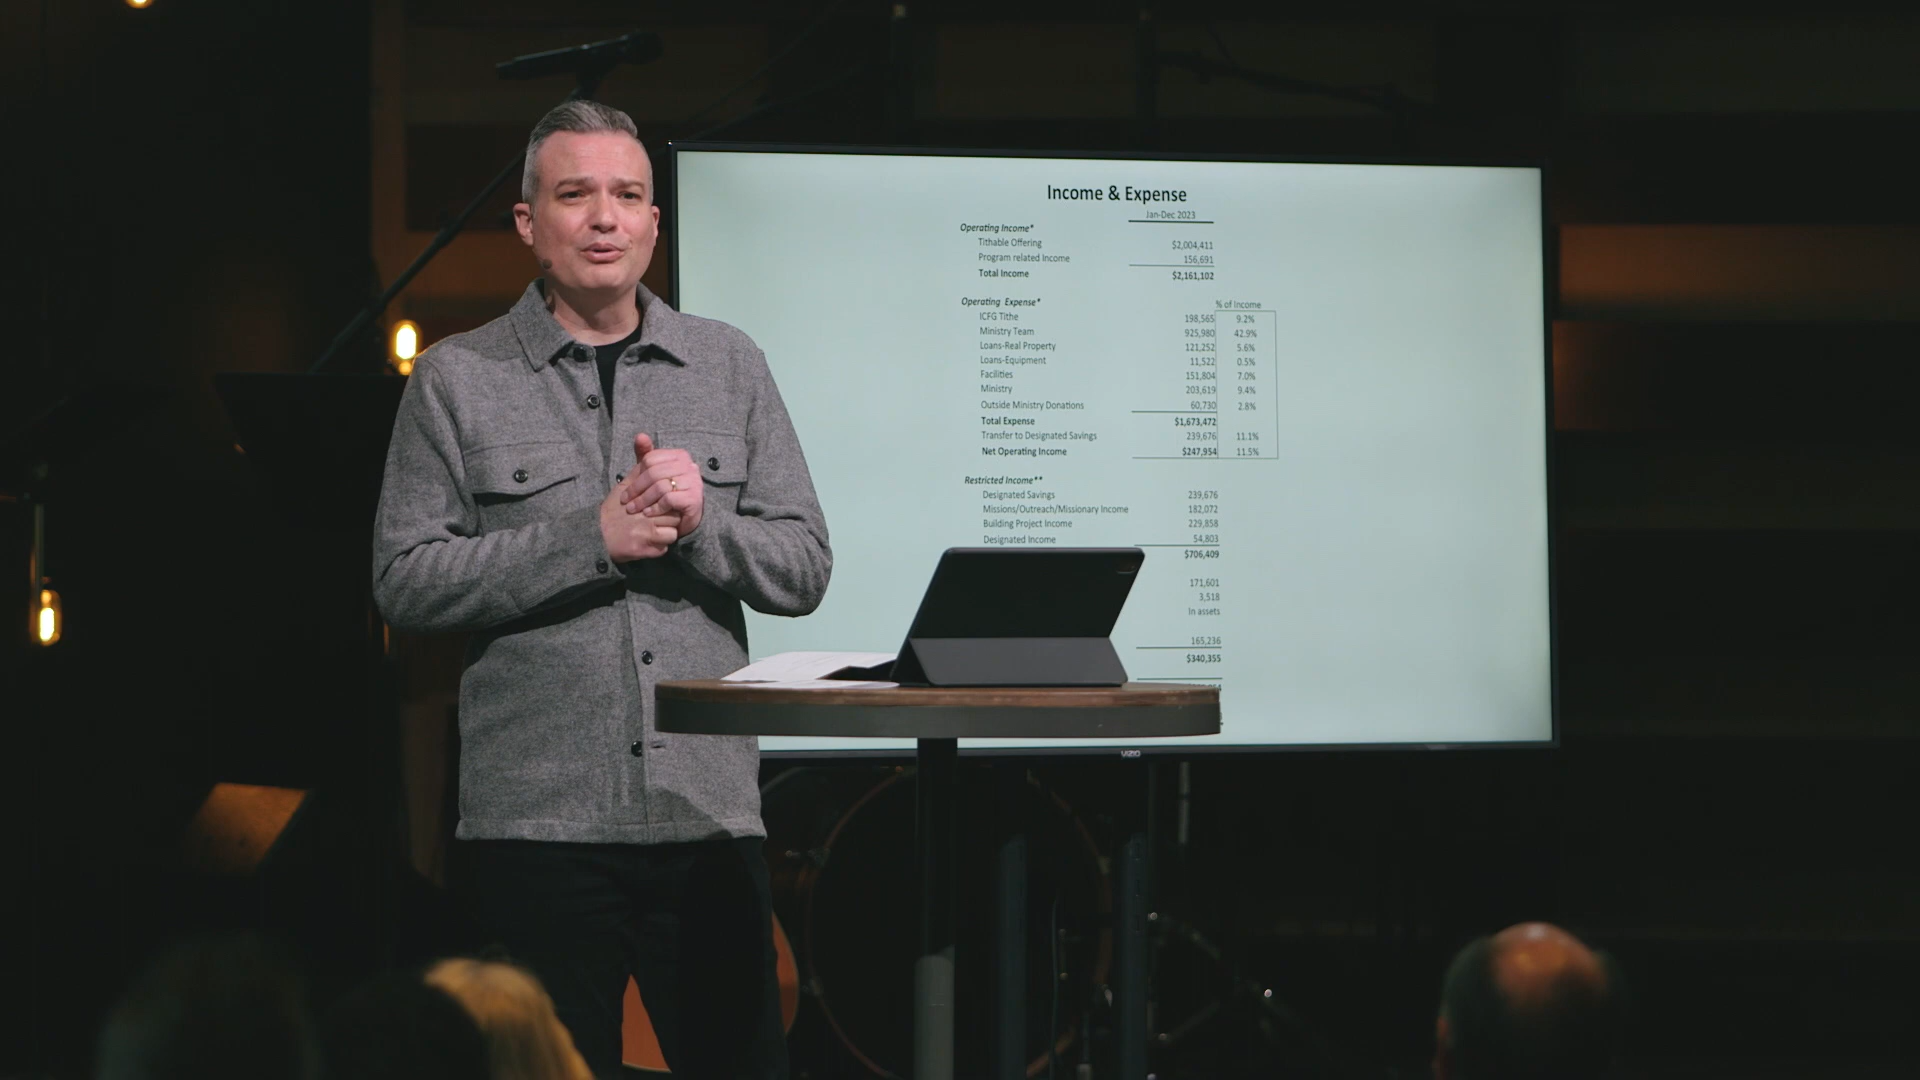 Income & Expense
Jan-Dec 2023
Operating Income*
Tithable Offering $2,004,411
Program related Income 156,691
Total Income $2,161,102
Operating Expense* % of Income
ICFG Tithe 198,565 9.2%
Ministry Team 925,980 42.9%
Loans-Real Property 121,252 5.6%
Loans-Equipment 11,522 0.5%
Facilities 151,804 7.0%
Ministry 203,619 9.4%
Outside Ministry Donations 60,730 2.8%
Total Expense $1,673,472
Transfer to Designated Savings 239,676 11.1%
Net Operating Income $247,954 11.5%
Restricted Income**
Designated Savings 239,676
Missions/Outreach/Missionary Income 182,072
Building Project Income 229,858
Designated Income 54,803
$706,409
171,601
3,518
In assets
165,236
$340,355
VIZIO